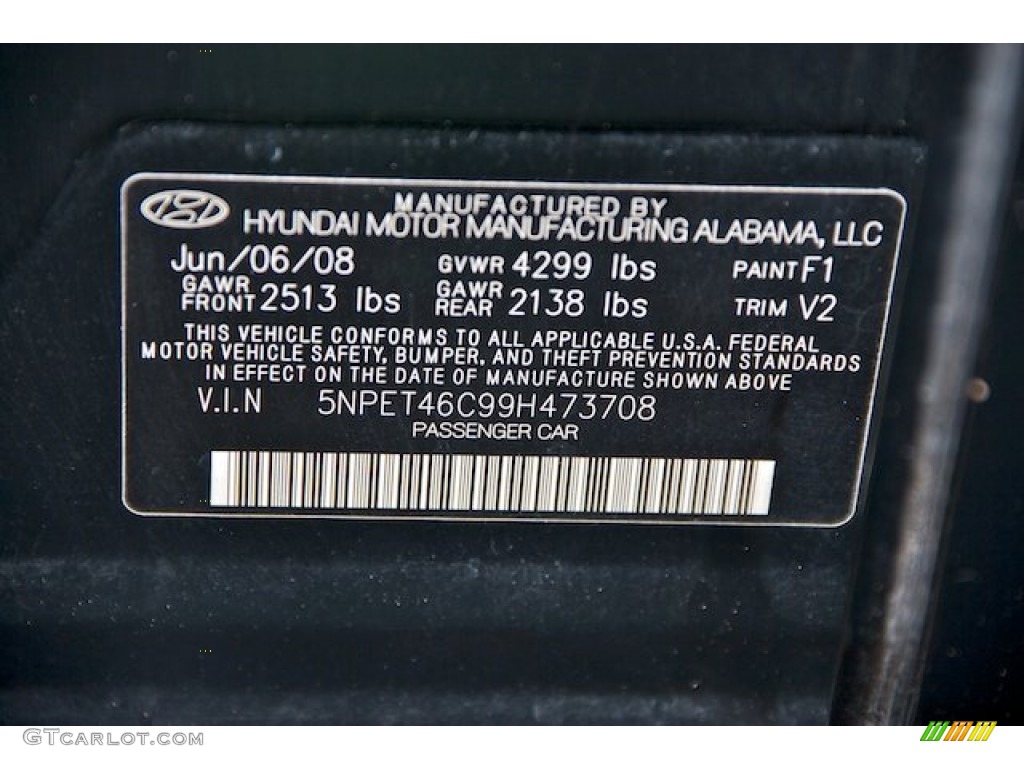 MANUFACTURED BY
HYUNDAI MOTOR MANUFACTURING ALABAMA, LLC
Jun/06/08 GVWR 4299 lbs PAINT F1
GAWR FRONT 2513 lbs GAWR REAR 2138 lbs TRIM V2
THIS VEHICLE CONFORMS TO ALL APPLICABLE U.S.A. FEDERAL
MOTOR VEHICLE SAFETY, BUMPER, AND THEFT PREVENTION STANDARDS
IN EFFECT ON THE DATE OF MANUFACTURE SHOWN ABOVE
V.I.N 5NPET46C99H473708
PASSENGER CAR
GTCARLOT.COM